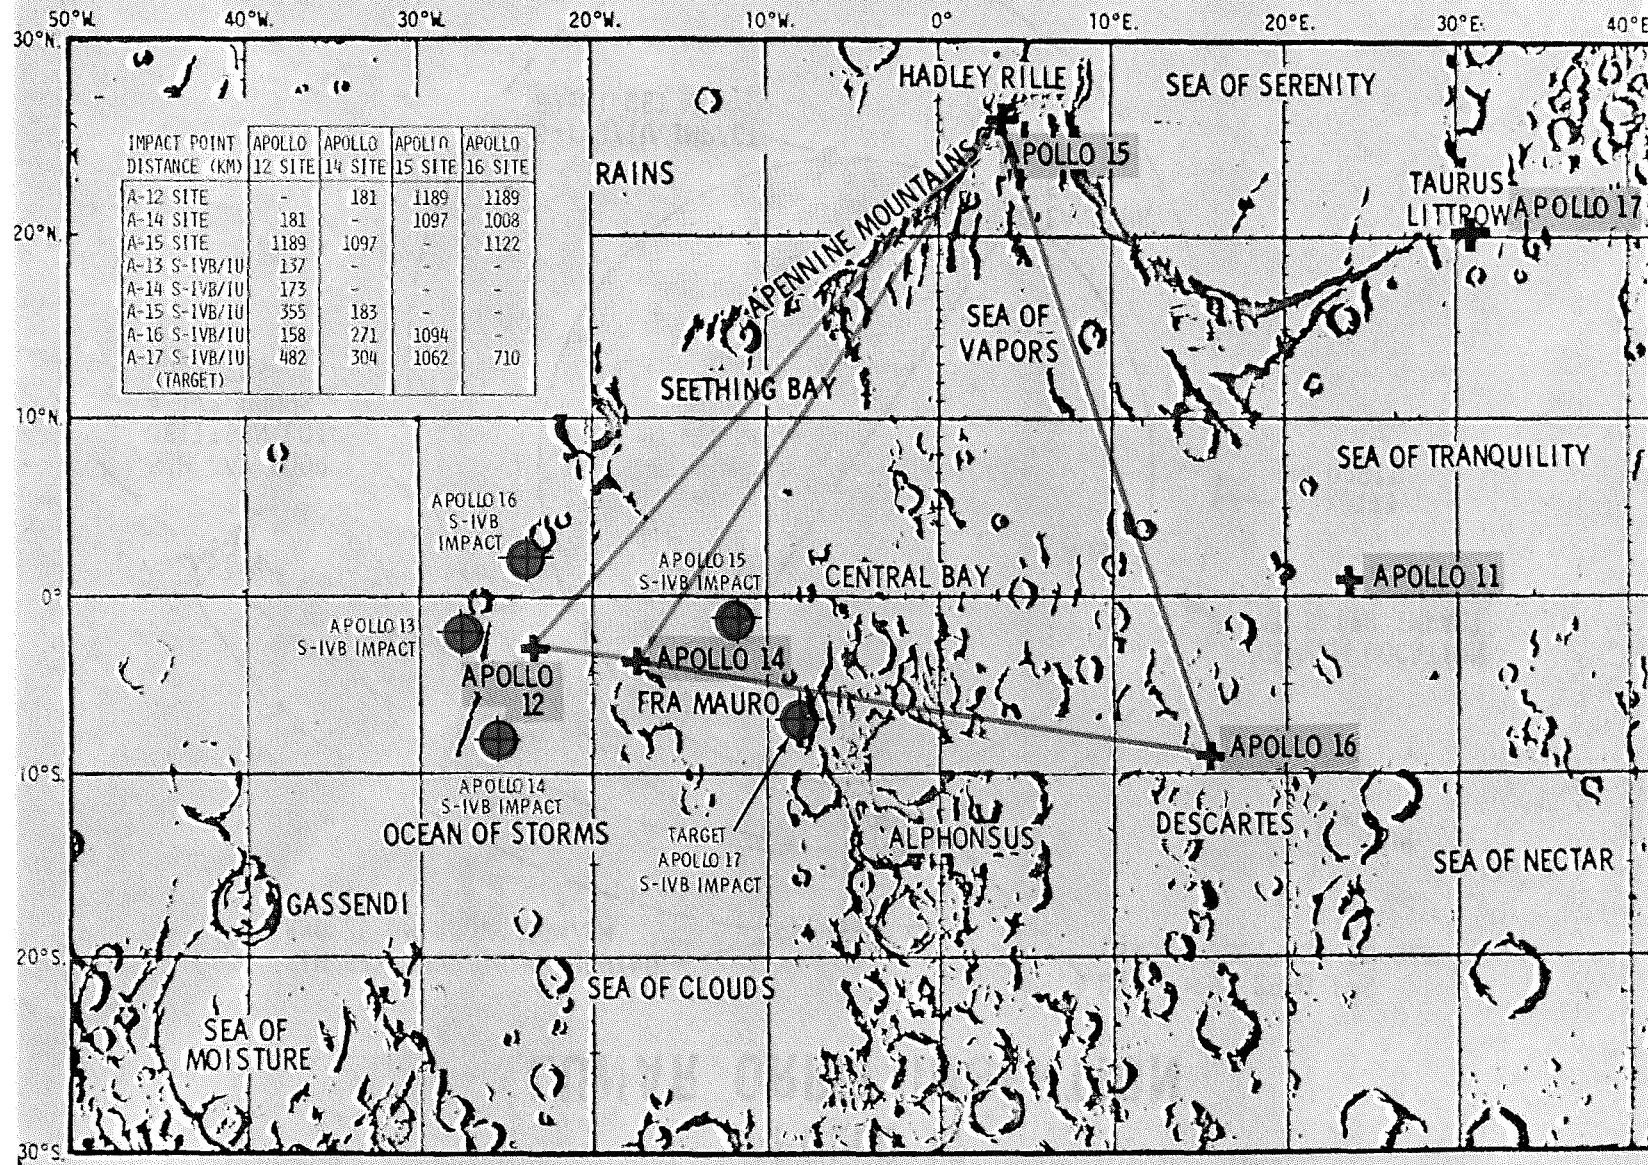 50°W. 40°W. 30°W. 20°W. 10°W. 0° 10°E. 20°E. 30°E. 40°E
30°N.
HADLEY RILLE
SEA OF SERENITY
IMPACT POINT APOLLO APOLLO APOLLO APOLLO
DISTANCE (KM) 12 SITE 14 SITE 15 SITE 16 SITE
A-12 SITE - 181 1189 1189
A-14 SITE 181 - 1097 1008
A-15 SITE 1189 1097 - 1122
A-13 S-IVB/IU 137 - - -
A-14 S-IVB/IU 173 - - -
A-15 S-IVB/IU 355 183 - -
A-16 S-IVB/IU 158 271 1094 -
A-17 S-IVB/IU 482 304 1062 710
(TARGET)
RAINS
APOLLO 15
APENNINE MOUNTAINS
TAURUS
LITTROW
APOLLO 17
20°N.
SEA OF
VAPORS
SEETHING BAY
10°N.
SEA OF TRANQUILITY
APOLLO 16
S-IVB
IMPACT
APOLLO 15
S-IVB IMPACT
CENTRAL BAY
APOLLO 11
0°
APOLLO 13
S-IVB IMPACT
APOLLO
12
APOLLO 14
FRA MAURO
APOLLO 16
10°S.
APOLLO 14
S-IVB IMPACT
OCEAN OF STORMS
TARGET
APOLLO 17
S-IVB IMPACT
ALPHONSUS
DESCARTES
SEA OF NECTAR
GASSENDI
20°S.
SEA OF CLOUDS
SEA OF
MOISTURE
30°S.